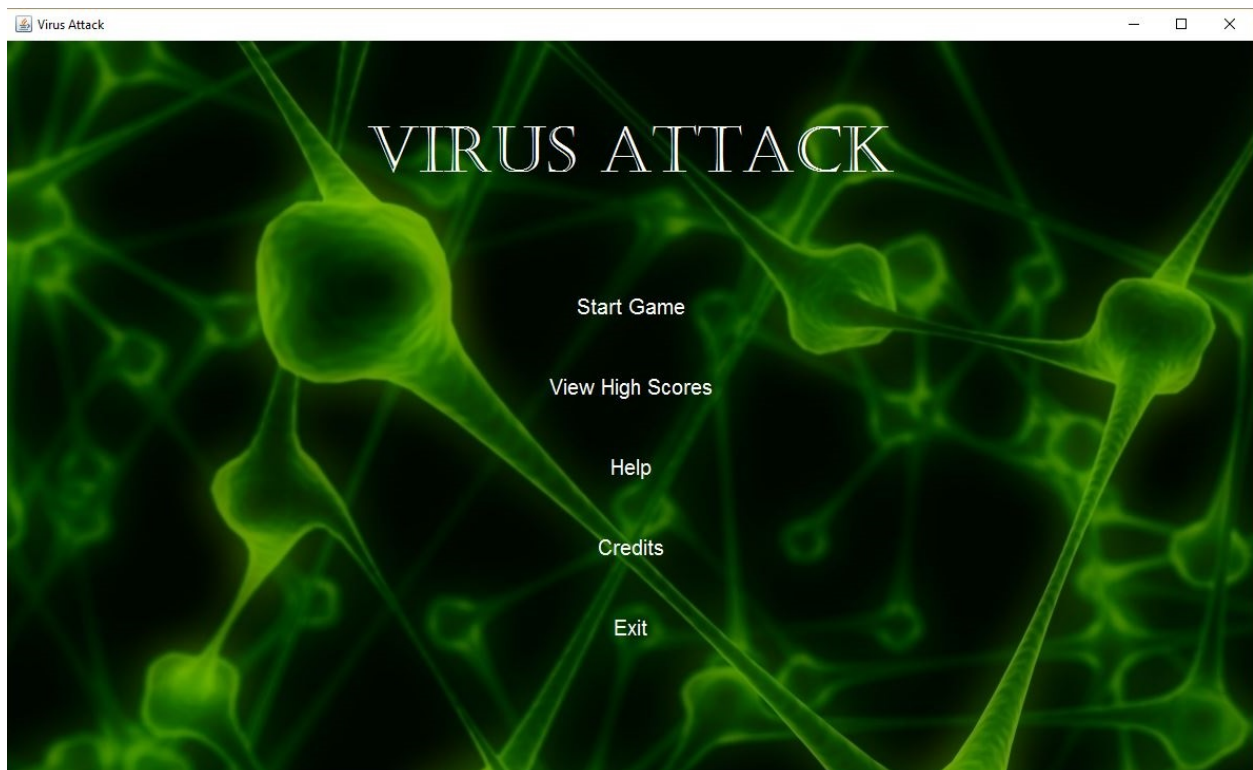 Virus Attack
VIRUS ATTACK
Start Game
View High Scores
Help
Credits
Exit